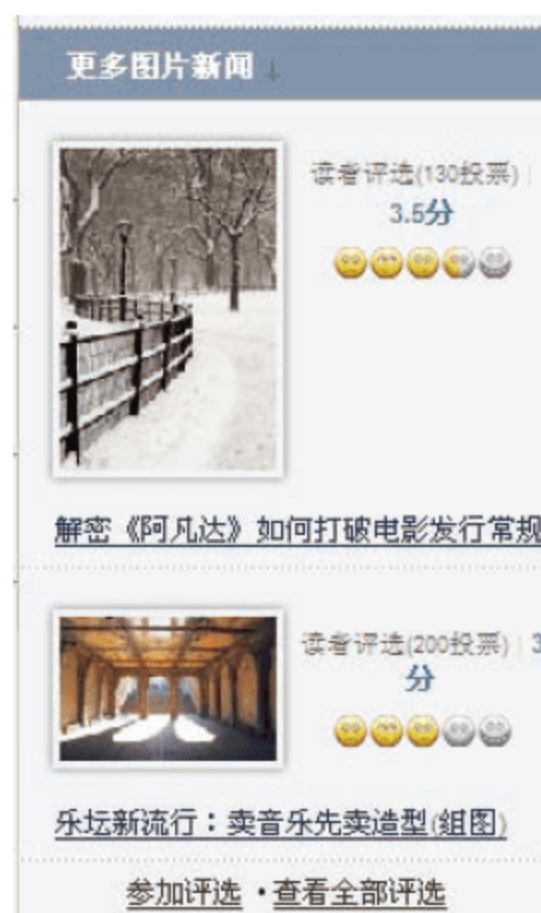 更多图片新闻 ↓
读者评选(130投票) |
3.5分
解密《阿凡达》如何打破电影发行常规
读者评选(200投票) | 3
分
乐坛新流行：卖音乐先卖造型(组图)
参加评选 ·查看全部评选